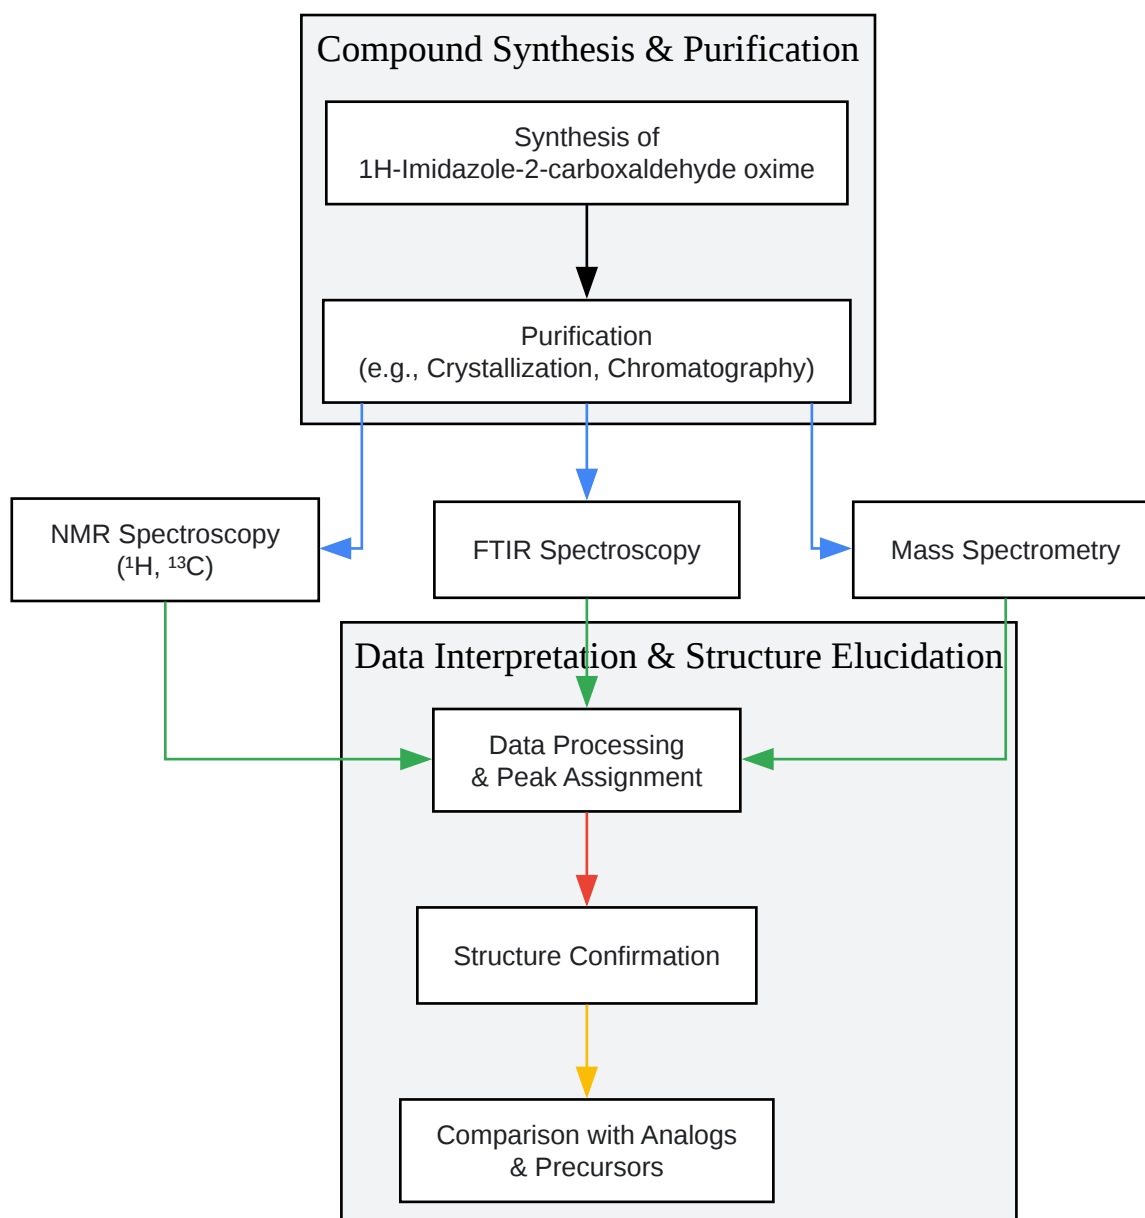 Compound Synthesis & Purification
Synthesis of
1H-Imidazole-2-carboxaldehyde oxime
Purification
(e.g., Crystallization, Chromatography)
NMR Spectroscopy
(¹H, ¹³C)
FTIR Spectroscopy
Mass Spectrometry
Data Interpretation & Structure Elucidation
Data Processing
& Peak Assignment
Structure Confirmation
Comparison with Analogs
& Precursors